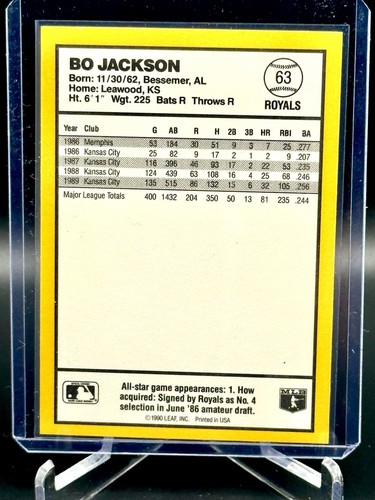 BO JACKSON
Born: 11/30/62, Bessemer, AL
Home: Leawood, KS
Ht. 6'1" Wgt. 225 Bats R Throws R
63
ROYALS
Year Club G AB R H 2B 3B HR RBI BA
1986 Memphis 53 184 30 51 9 3 7 25 .277
1986 Kansas City 25 82 9 17 2 1 2 9 .207
1987 Kansas City 116 396 46 93 17 2 22 53 .235
1988 Kansas City 124 439 63 108 16 4 25 68 .246
1989 Kansas City 135 515 86 132 15 6 32 105 .256
Major League Totals 400 1432 204 350 50 13 81 235 .244
All-star game appearances: 1. How
acquired: Signed by Royals as No. 4
selection in June '86 amateur draft.
©1990 LEAF, INC. Printed in USA
MLB